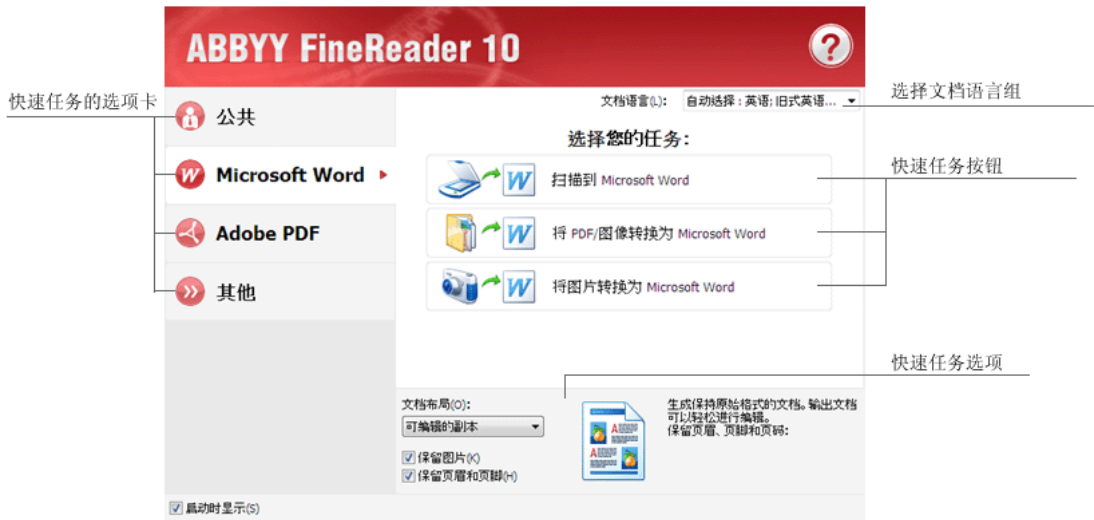 ABBYY FineReader 10
?
快速任务的选项卡
公共
Microsoft Word
Adobe PDF
其他
文档语言(L): 自动选择：英语; 旧式英语...
选择文档语言组
选择您的任务:
扫描到 Microsoft Word
将 PDF/图像转换为 Microsoft Word
将图片转换为 Microsoft Word
快速任务按钮
快速任务选项
文档布局(O):
可编辑的副本
保留图片(K)
保留页眉和页脚(H)
生成保持原始格式的文档。输出文档
可以轻松进行编辑。
保留页眉、页脚和页码:
启动时显示(S)